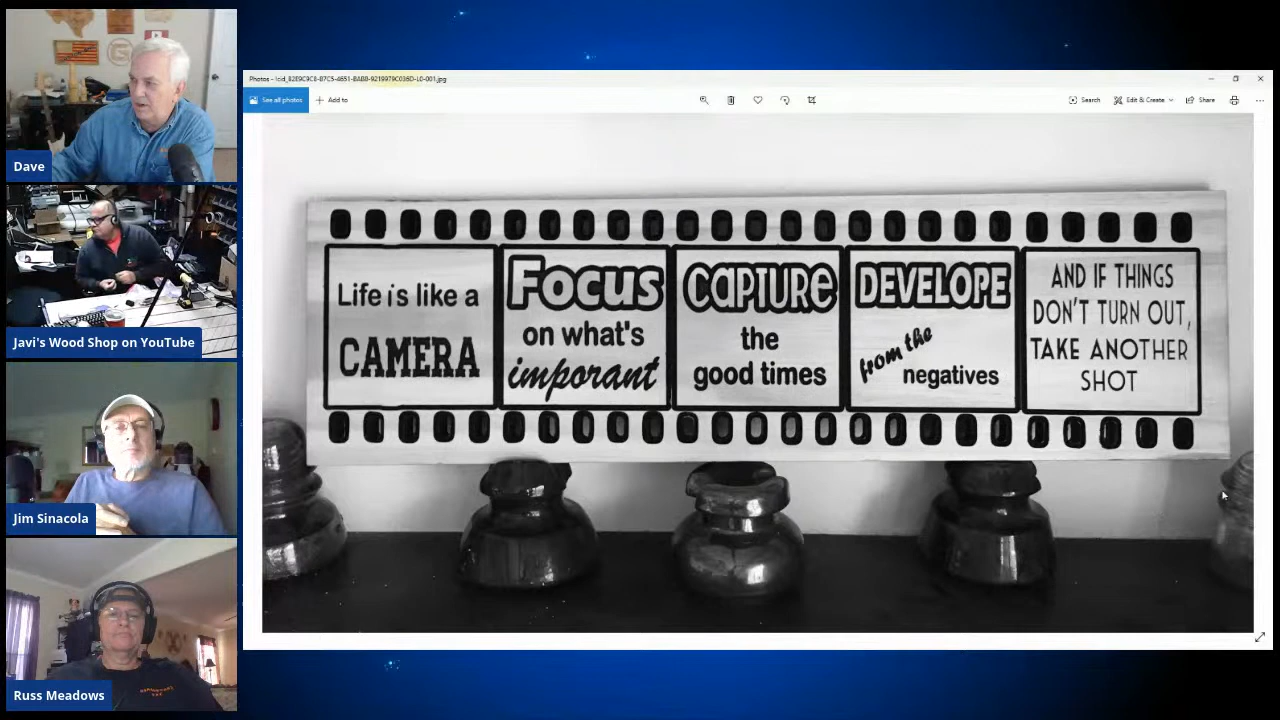 Dave
Javi's Wood Shop on YouTube
Jim Sinacola
Russ Meadows
See all photos
Add to
Search
Edit & Create
Share
Life is like a
CAMERA
Focus
on what's
imporant
CAPTURE
the
good times
DEVELOPE
from the
negatives
AND IF THINGS
DON'T TURN OUT,
TAKE ANOTHER
SHOT